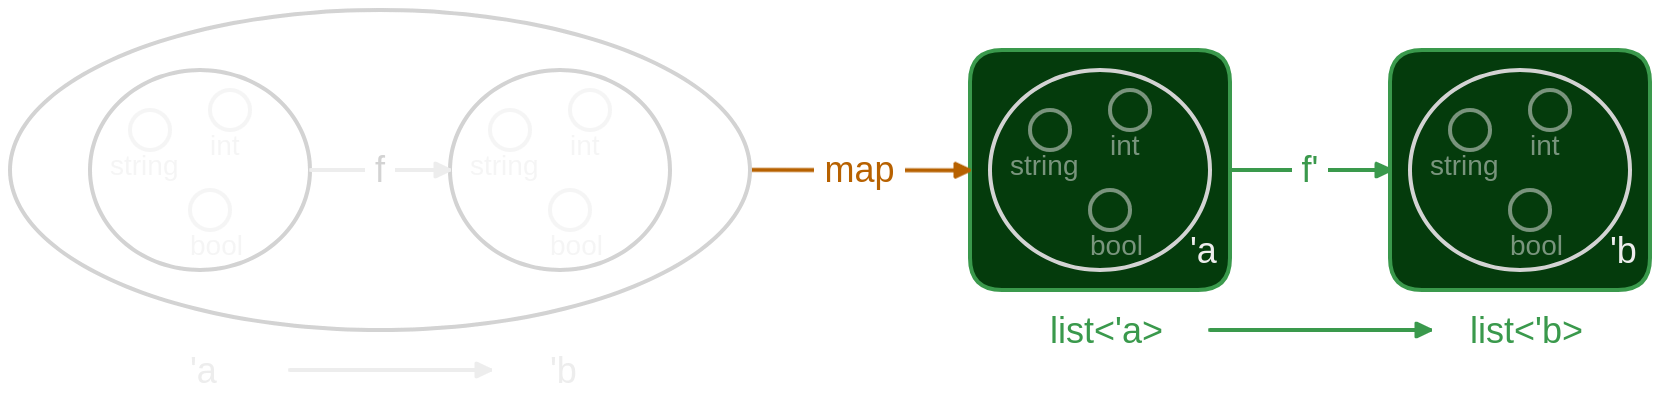 string
int
bool
f
string
int
bool
'a
'b
map
string
int
bool
'a
f'
string
int
bool
'b
list<'a>
list<'b>